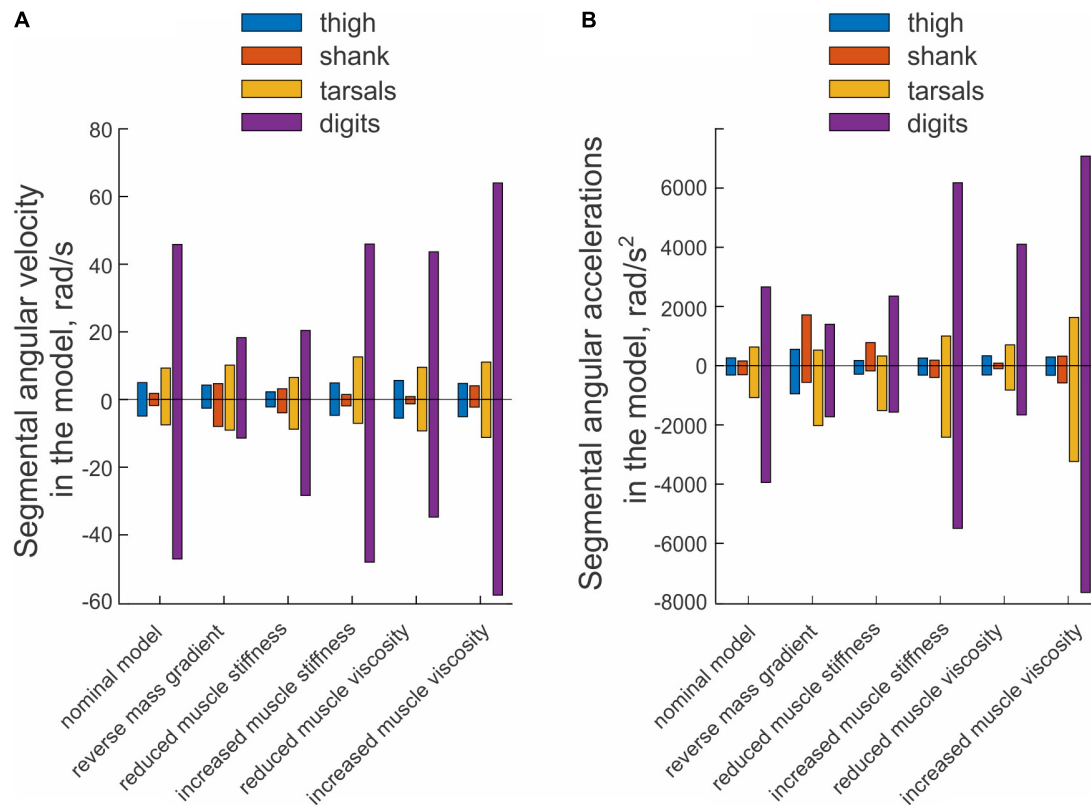 A
thigh
shank
tarsals
digits
Segmental angular velocity
in the model, rad/s
80
60
40
20
0
-20
-40
-60
nominal model
reverse mass gradient
reduced muscle stiffness
increased muscle stiffness
reduced muscle viscosity
increased muscle viscosity
B
thigh
shank
tarsals
digits
Segmental angular accelerations
in the model, rad/s²
6000
4000
2000
0
-2000
-4000
-6000
-8000
nominal model
reverse mass gradient
reduced muscle stiffness
increased muscle stiffness
reduced muscle viscosity
increased muscle viscosity